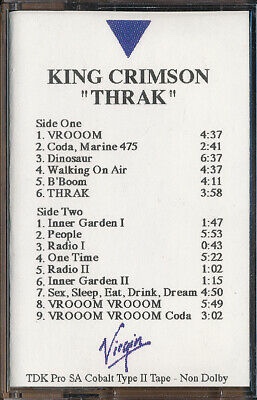 KING CRIMSON
"THRAK"
Side One
1. VROOOM 4:37
2. Coda, Marine 475 2:41
3. Dinosaur 6:37
4. Walking On Air 4:37
5. B'Boom 4:11
6. THRAK 3:58
Side Two
1. Inner Garden I 1:47
2. People 5:53
3. Radio I 0:43
4. One Time 5:22
5. Radio II 1:02
6. Inner Garden II 1:15
7. Sex, Sleep, Eat, Drink, Dream 4:50
8. VROOOM VROOOM 5:49
9. VROOOM VROOOM Coda 3:02
Virgin
TDK Pro SA Cobalt Type II Tape - Non Dolby